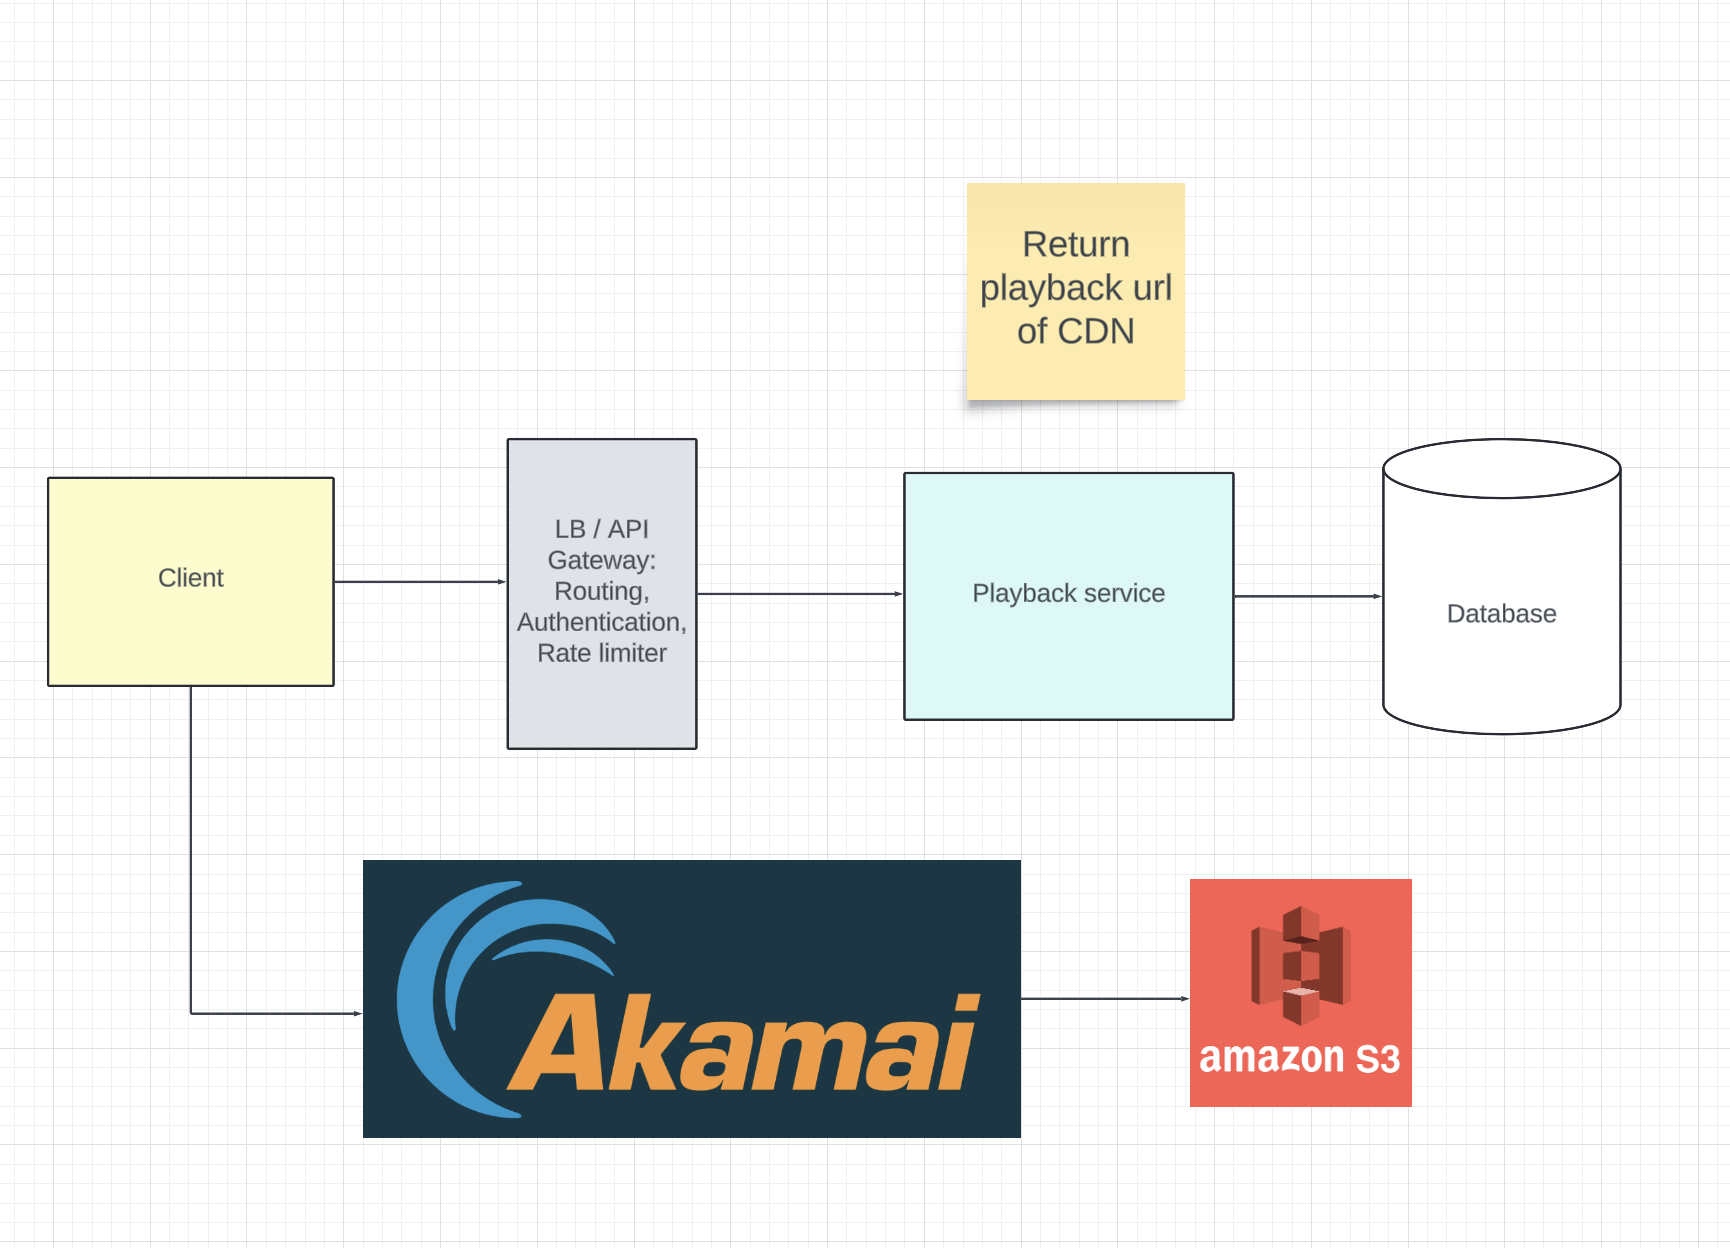 Return
playback url
of CDN
Client
LB / API
Gateway:
Routing,
Authentication,
Rate limiter
Playback service
Database
Akamai
amazon S3